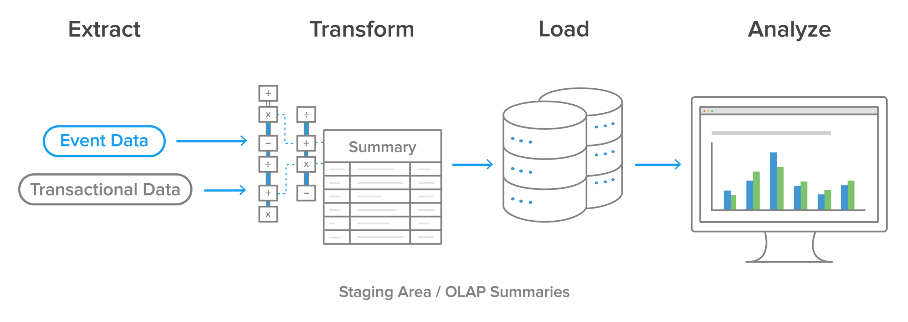 Extract
Transform
Load
Analyze
Event Data
Transactional Data
+
x
−
÷
+
x
÷
+
x
−
Summary
Staging Area / OLAP Summaries